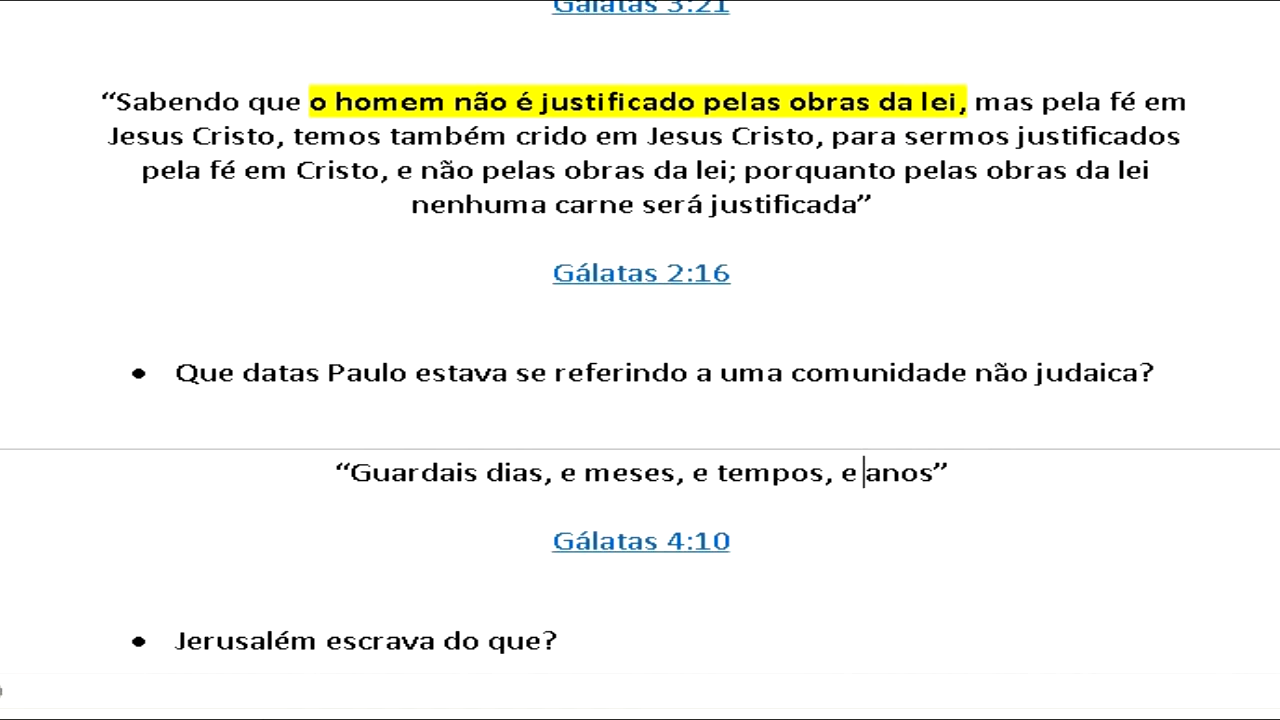 Gálatas 3:21
“Sabendo que o homem não é justificado pelas obras da lei, mas pela fé em
Jesus Cristo, temos também crido em Jesus Cristo, para sermos justificados
pela fé em Cristo, e não pelas obras da lei; porquanto pelas obras da lei
nenhuma carne será justificada”
Gálatas 2:16
• Que datas Paulo estava se referindo a uma comunidade não judaica?
“Guardais dias, e meses, e tempos, e anos”
Gálatas 4:10
• Jerusalém escrava do que?